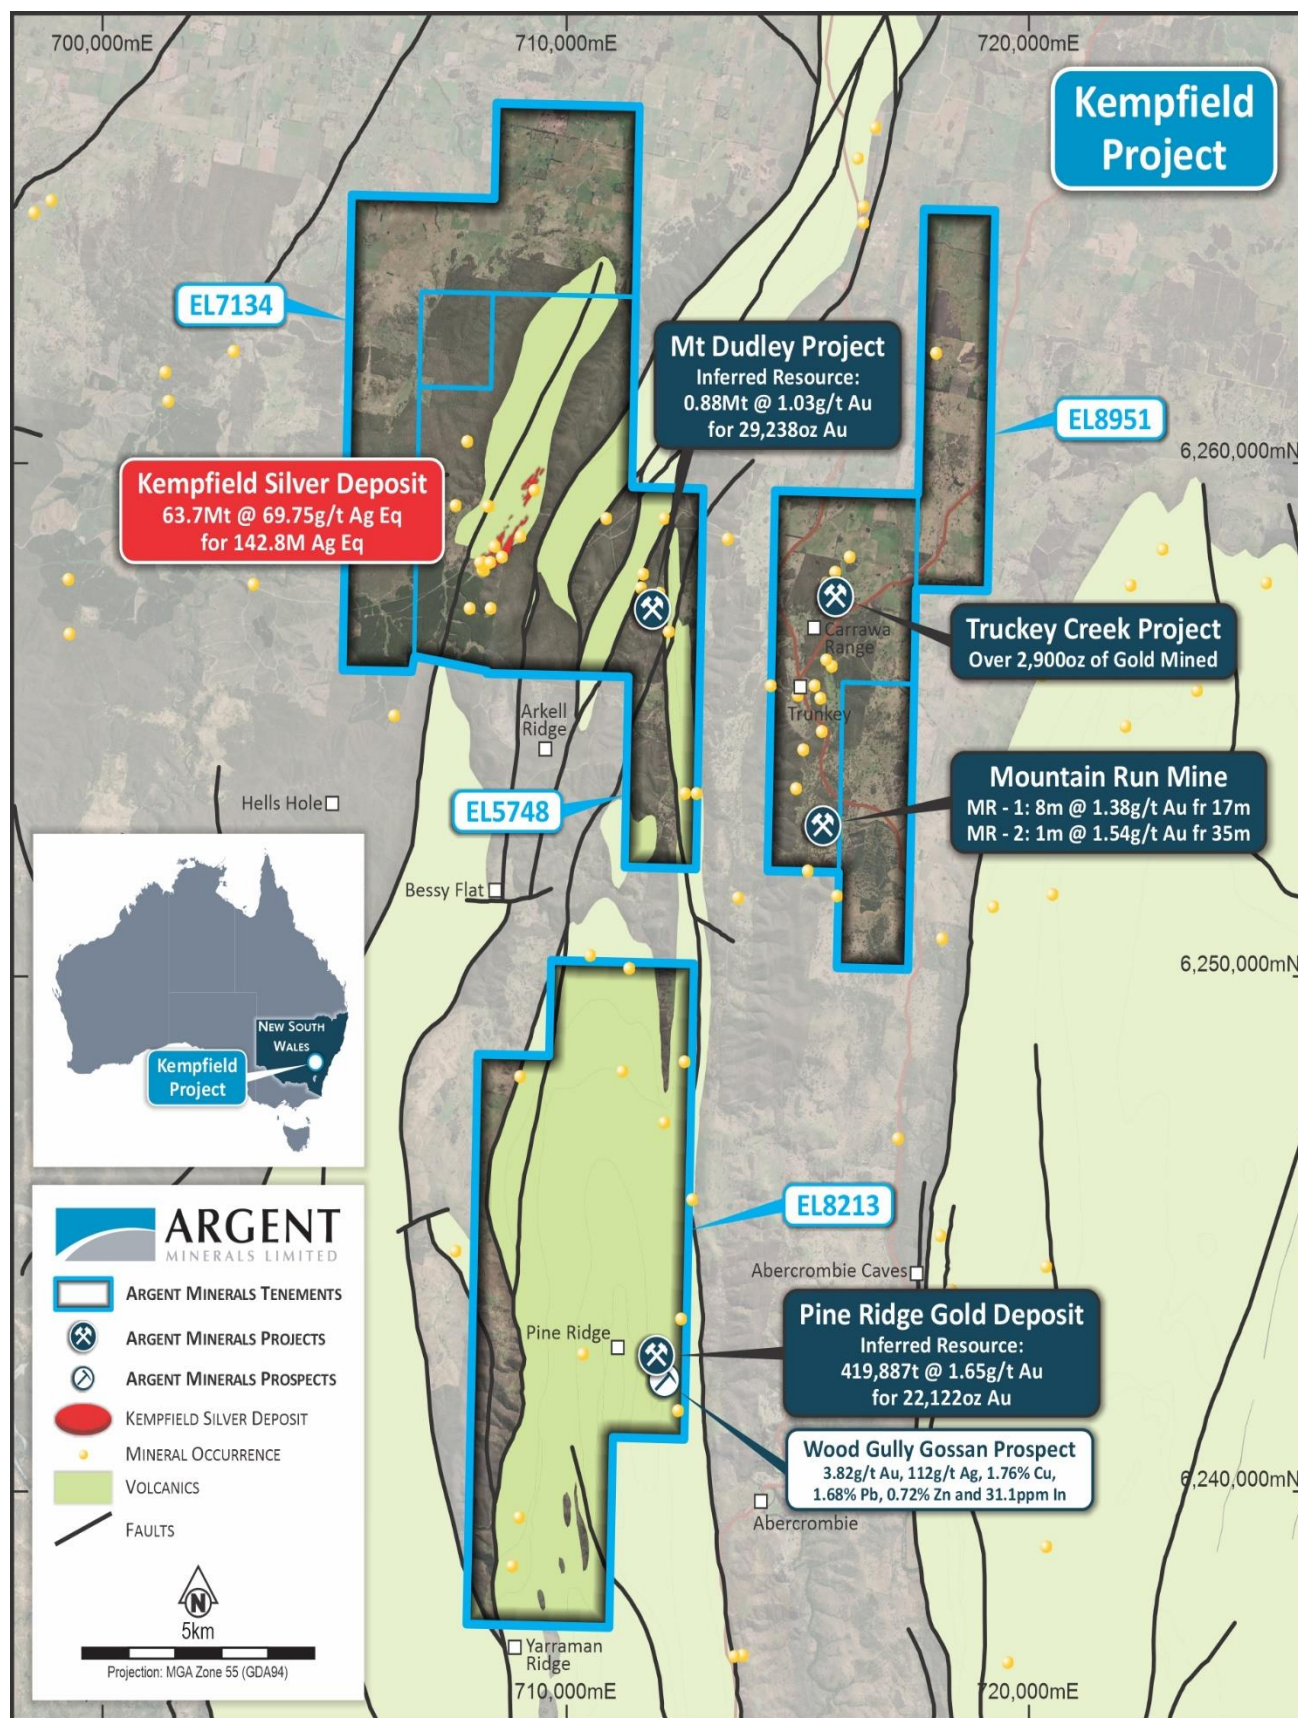 700,000mE
710,000mE
720,000mE
Kempfield
Project
EL7134
Mt Dudley Project
Inferred Resource:
0.88Mt @ 1.03g/t Au
for 29,238oz Au
EL8951
6,260,000mN
Kempfield Silver Deposit
63.7Mt @ 69.75g/t Ag Eq
for 142.8M Ag Eq
Carrawa
Range
Truckey Creek Project
Over 2,900oz of Gold Mined
Trunkey
Arkell
Ridge
Hells Hole
EL5748
Mountain Run Mine
MR - 1: 8m @ 1.38g/t Au fr 17m
MR - 2: 1m @ 1.54g/t Au fr 35m
Bessy Flat
6,250,000mN
NEW SOUTH
WALES
Kempfield
Project
EL8213
Abercrombie Caves
Pine Ridge
Pine Ridge Gold Deposit
Inferred Resource:
419,887t @ 1.65g/t Au
for 22,122oz Au
Wood Gully Gossan Prospect
3.82g/t Au, 112g/t Ag, 1.76% Cu,
1.68% Pb, 0.72% Zn and 31.1ppm In
6,240,000mN
Abercrombie
Yarraman
Ridge
710,000mE
720,000mE
ARGENT
MINERALS LIMITED
ARGENT MINERALS TENEMENTS
ARGENT MINERALS PROJECTS
ARGENT MINERALS PROSPECTS
KEMPFIELD SILVER DEPOSIT
MINERAL OCCURRENCE
VOLCANICS
FAULTS
N
5km
Projection: MGA Zone 55 (GDA94)